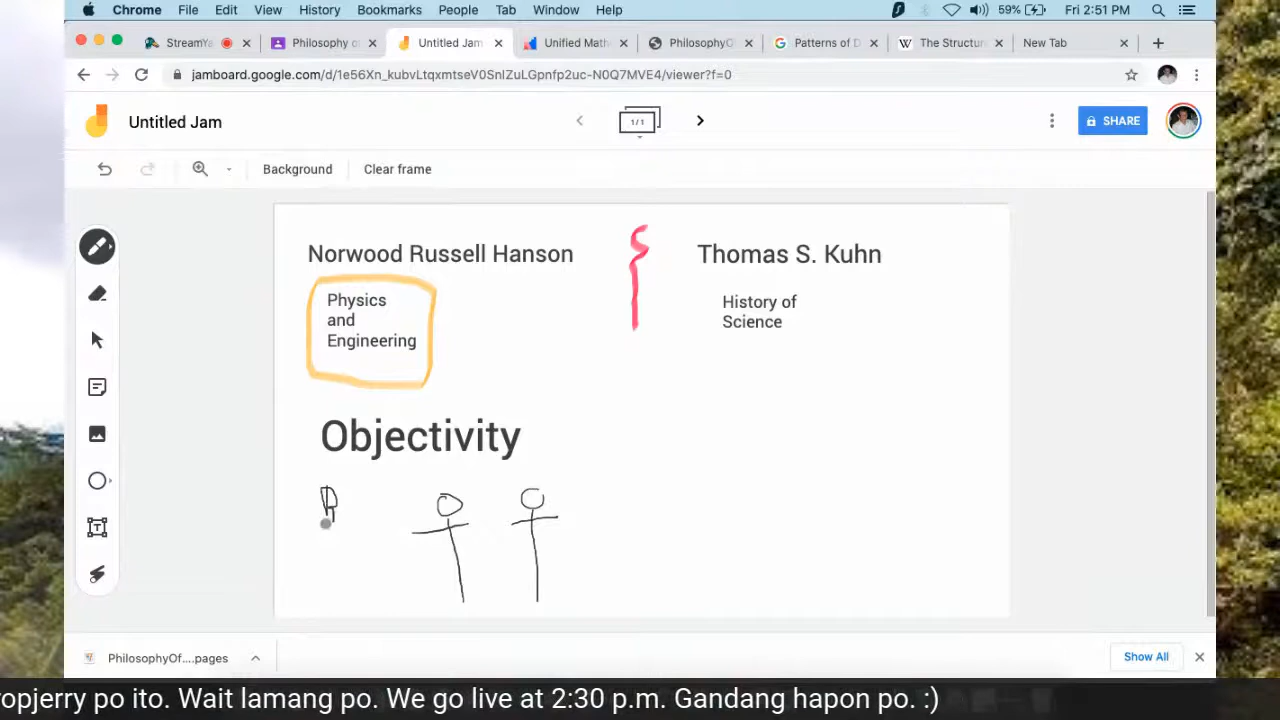 Chrome File Edit View History Bookmarks People Tab Window Help 59% Fri 2:51 PM
StreamYa Philosophy o Untitled Jam Unified Math PhilosophyO Patterns of D The Structur New Tab
jamboard.google.com/d/1e56Xn_kubvLtqxmtseV0SnlZuLGpnfp2uc-N0Q7MVE4/viewer?f=0
Untitled Jam 1/1 SHARE
Background Clear frame
Norwood Russell Hanson
Thomas S. Kuhn
Physics
and
Engineering
History of
Science
Objectivity
PhilosophyOf....pages Show All
opjerry po ito. Wait lamang po. We go live at 2:30 p.m. Gandang hapon po. :)